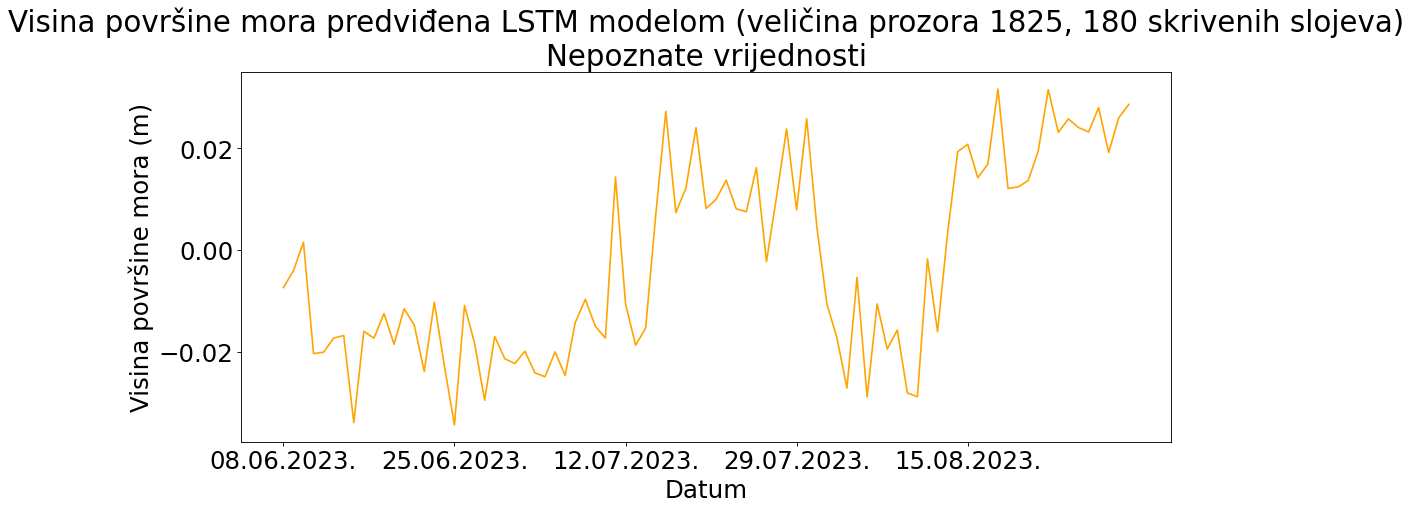 Visina površine mora predviđena LSTM modelom (veličina prozora 1825, 180 skrivenih slojeva)
Nepoznate vrijednosti
Visina površine mora (m)
0.02
0.00
−0.02
08.06.2023. 25.06.2023. 12.07.2023. 29.07.2023. 15.08.2023.
Datum